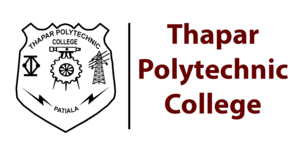 THAPAR POLYTECHNIC
COLLEGE
PATIALA
Thapar
Polytechnic
College